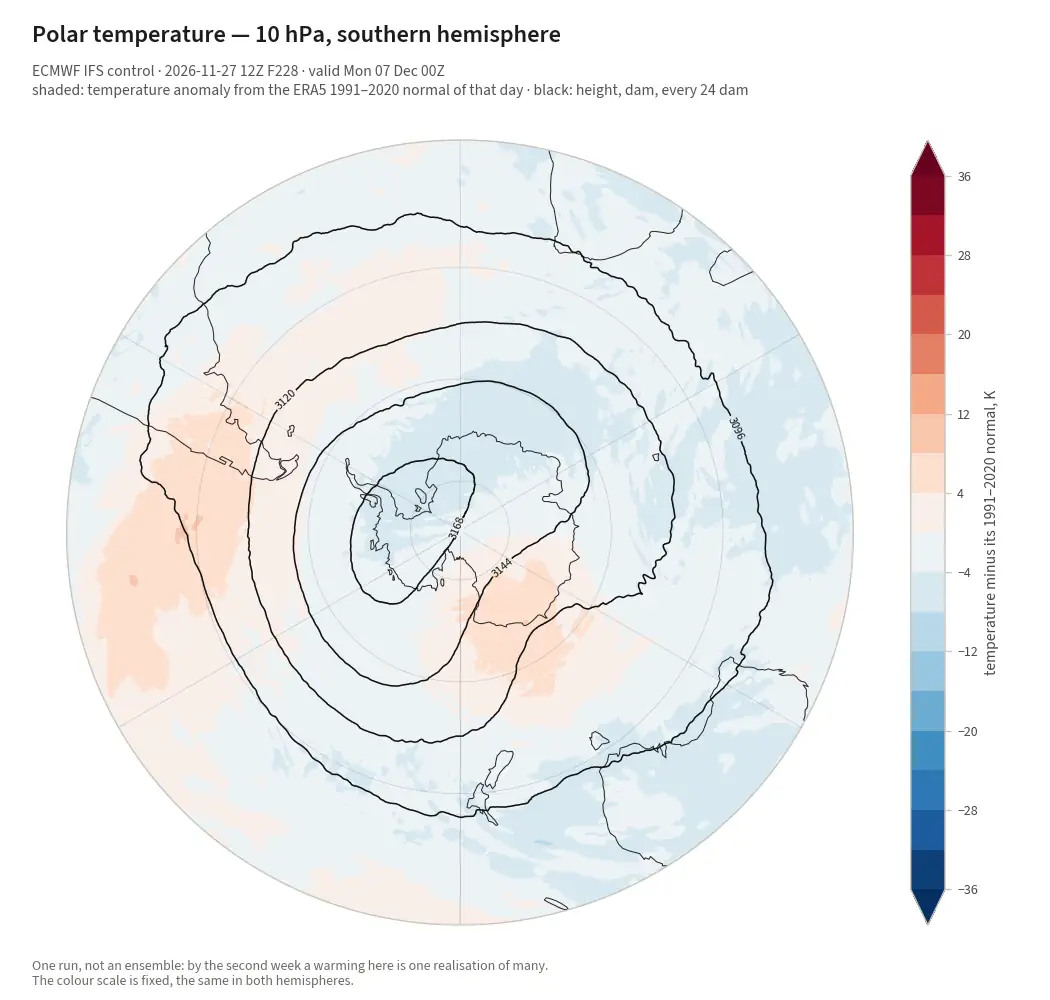 Polar temperature — 10 hPa, southern hemisphere
ECMWF IFS control · 2026-11-27 12Z F228 · valid Mon 07 Dec 00Z
shaded: temperature anomaly from the ERA5 1991–2020 normal of that day · black: height, dam, every 24 dam
36
28
20
12
4
−4
−12
−20
−28
−36
temperature minus its 1991–2020 normal, K
3120
3096
3168
3144
One run, not an ensemble: by the second week a warming here is one realisation of many.
The colour scale is fixed, the same in both hemispheres.